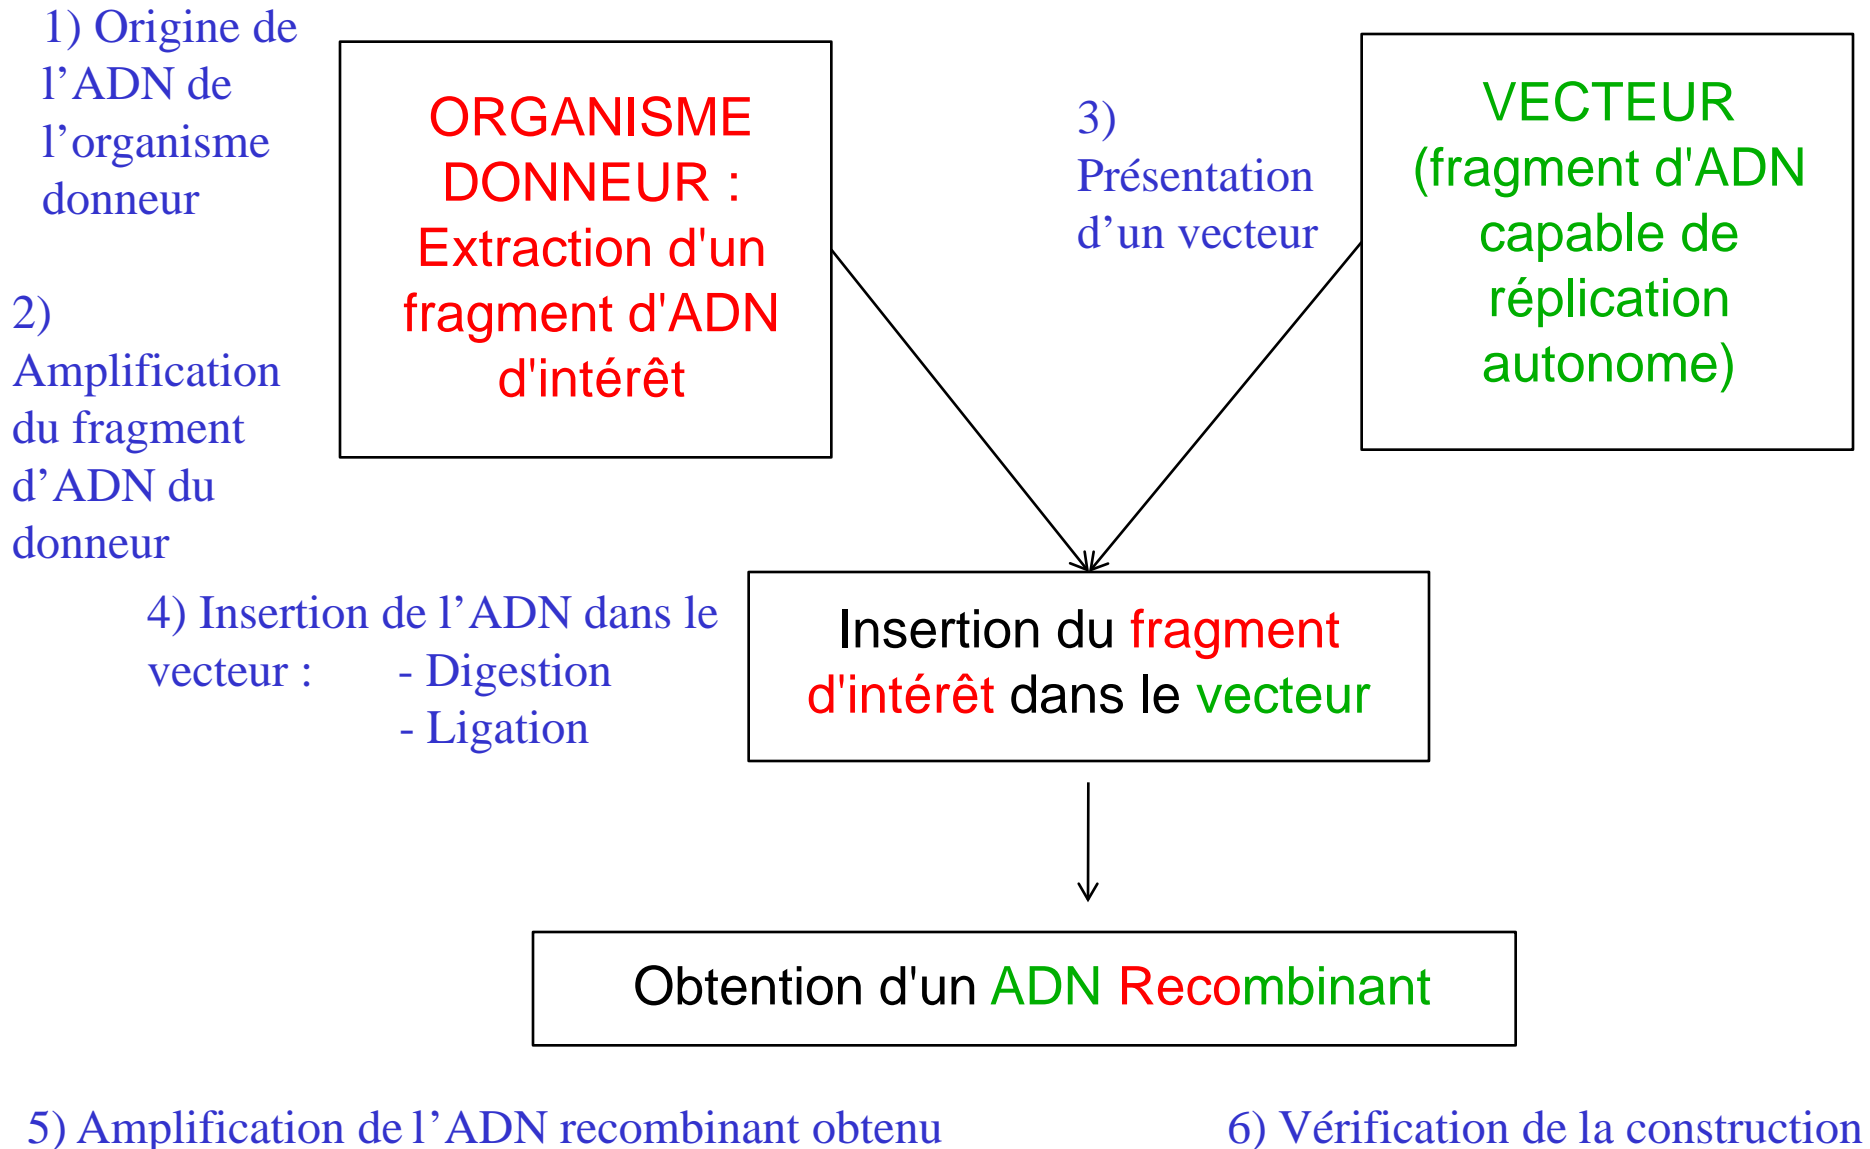 1) Origine de
l’ADN de
l’organisme
donneur
ORGANISME
DONNEUR :
Extraction d'un
fragment d'ADN
d'intérêt
2)
Amplification
du fragment
d’ADN du
donneur
3)
Présentation
d’un vecteur
VECTEUR
(fragment d'ADN
capable de
réplication
autonome)
4) Insertion de l’ADN dans le
vecteur : - Digestion
- Ligation
Insertion du fragment
d'intérêt dans le vecteur
Obtention d'un ADN Recombinant
5) Amplification de l’ADN recombinant obtenu
6) Vérification de la construction